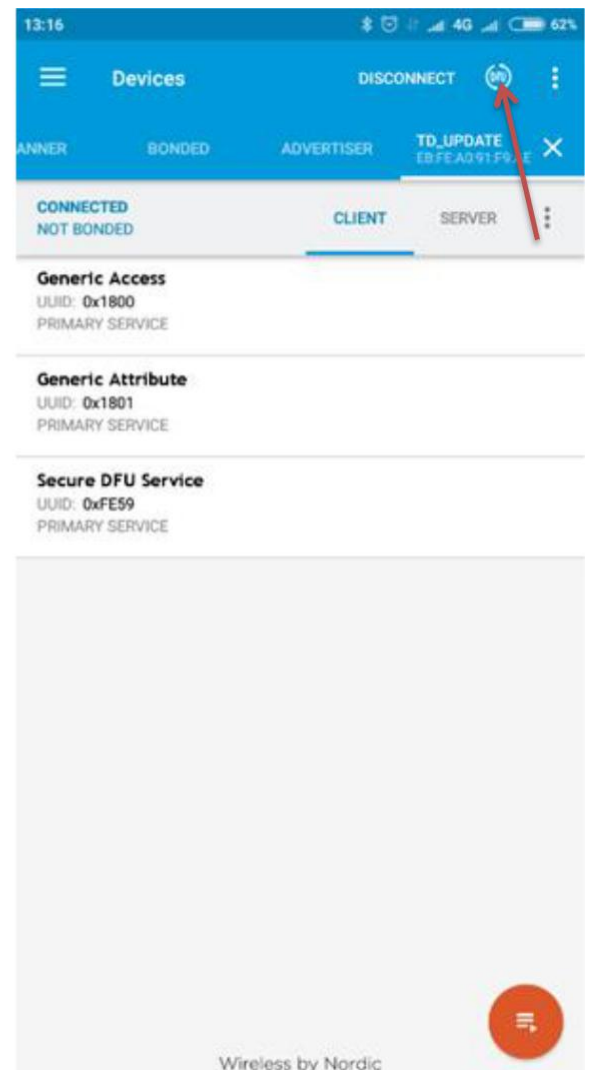 13:16 4G 62%
Devices DISCONNECT DFU
ANNER BONDED ADVERTISER TD_UPDATE
CONNECTED
NOT BONDED
CLIENT SERVER
Generic Access
UUID: 0x1800
PRIMARY SERVICE
Generic Attribute
UUID: 0x1801
PRIMARY SERVICE
Secure DFU Service
UUID: 0xFE59
PRIMARY SERVICE
Wireless by Nordic